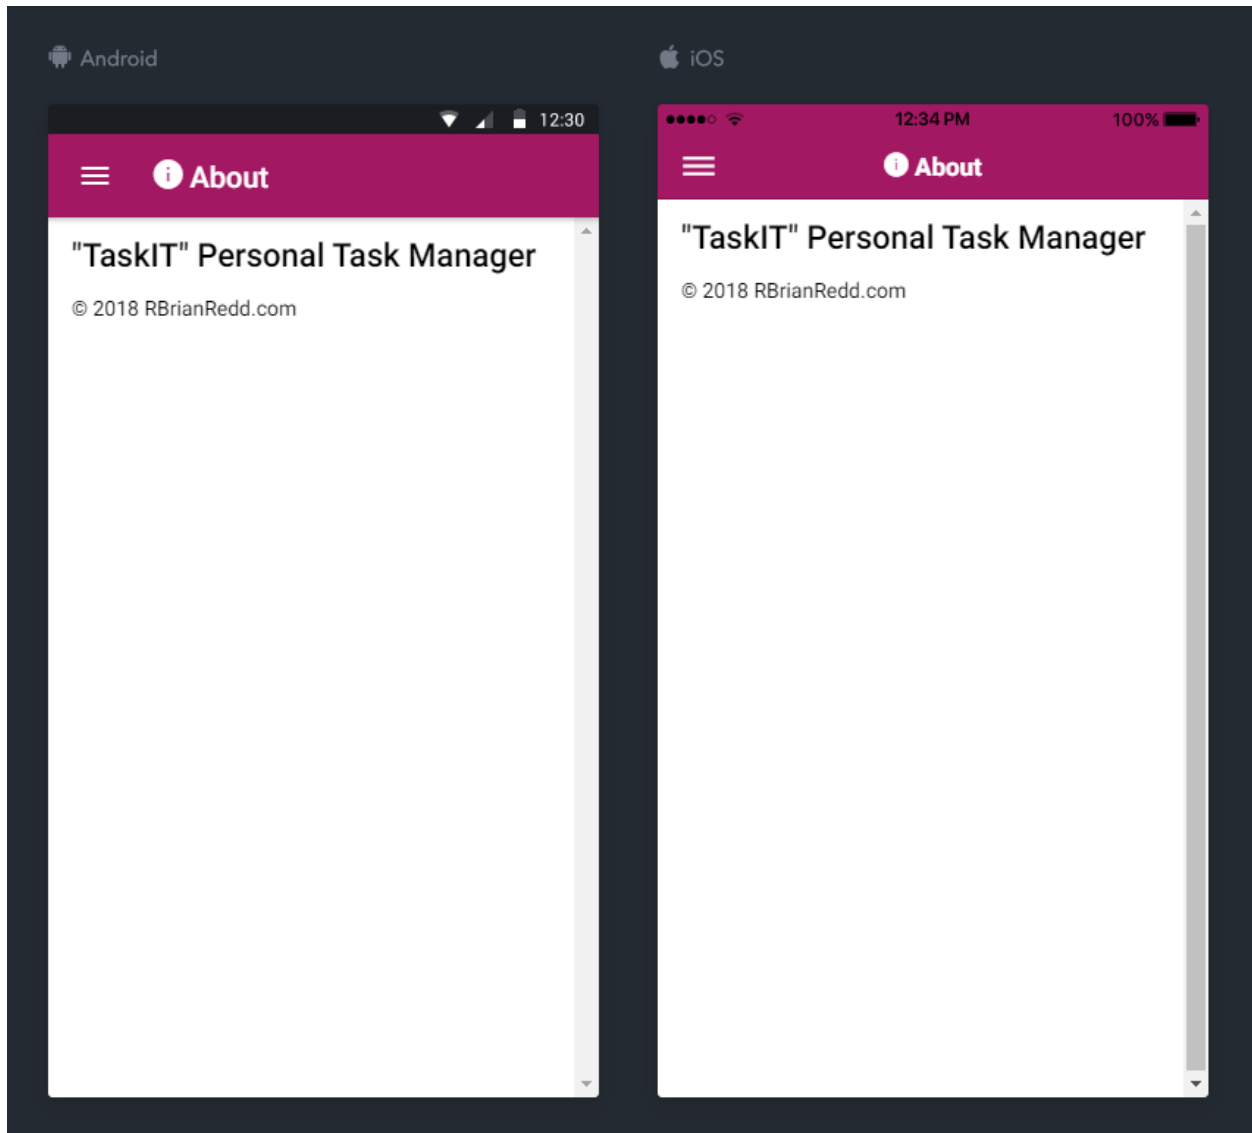 Android
12:30
About
"TaskIT" Personal Task Manager
© 2018 RBrianRedd.com
iOS
12:34 PM 100%
About
"TaskIT" Personal Task Manager
© 2018 RBrianRedd.com